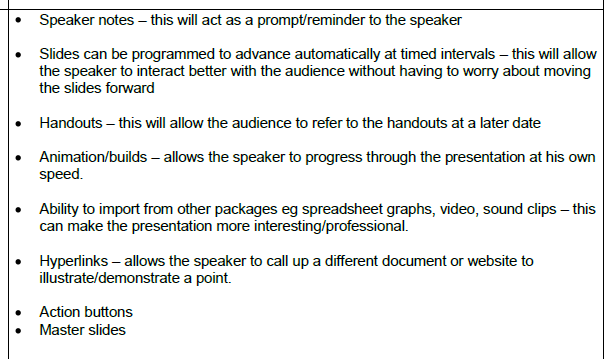 • Speaker notes – this will act as a prompt/reminder to the speaker
• Slides can be programmed to advance automatically at timed intervals – this will allow
the speaker to interact better with the audience without having to worry about moving
the slides forward
• Handouts – this will allow the audience to refer to the handouts at a later date
• Animation/builds – allows the speaker to progress through the presentation at his own
speed.
• Ability to import from other packages eg spreadsheet graphs, video, sound clips – this
can make the presentation more interesting/professional.
• Hyperlinks – allows the speaker to call up a different document or website to
illustrate/demonstrate a point.
• Action buttons
• Master slides